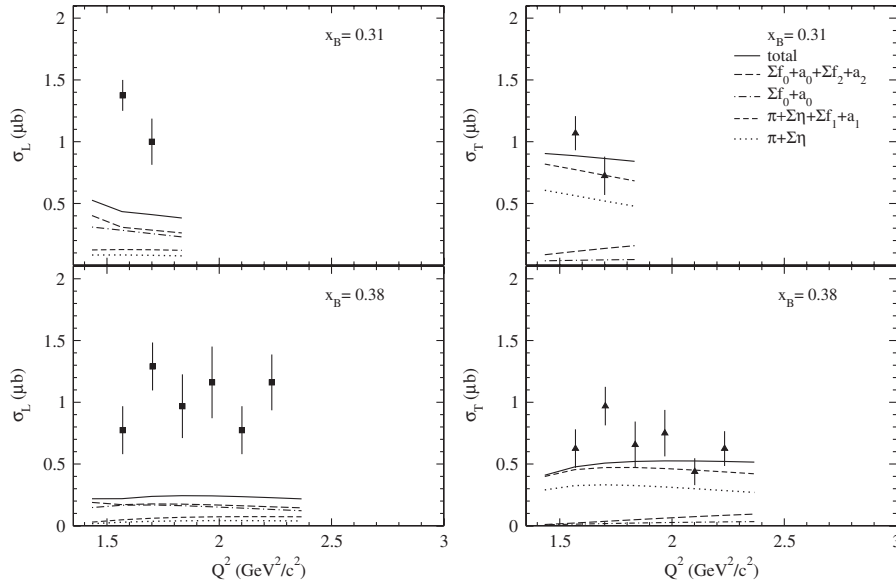 2
1.5
1
0.5
σ_L (μb)
x_B= 0.31
2
1.5
1
0.5
σ_T (μb)
x_B= 0.31
total
Σf_0+a_0+Σf_2+a_2
Σf_0+a_0
π+Ση+Σf_1+a_1
π+Ση
2
1.5
1
0.5
0
σ_L (μb)
x_B= 0.38
1.5
2
2.5
3
Q^2 (GeV^2/c^2)
2
1.5
1
0.5
0
σ_T (μb)
x_B= 0.38
1.5
2
2.5
3
Q^2 (GeV^2/c^2)